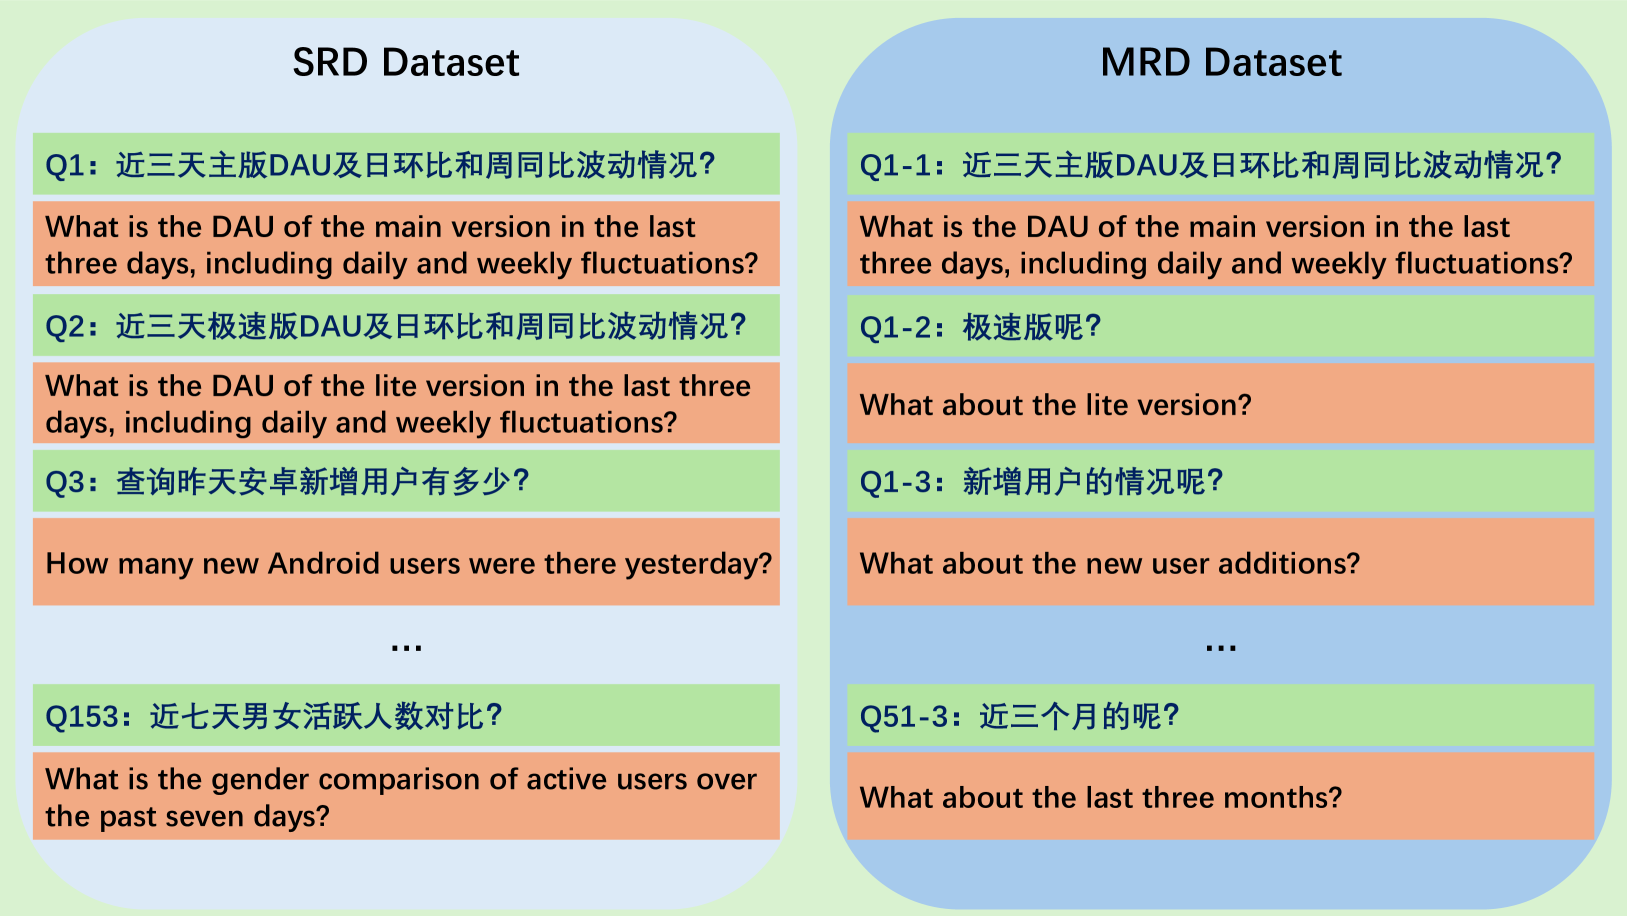 SRD Dataset
Q1：近三天主版DAU及日环比和周同比波动情况？
What is the DAU of the main version in the last
three days, including daily and weekly fluctuations?
Q2：近三天极速版DAU及日环比和周同比波动情况？
What is the DAU of the lite version in the last three
days, including daily and weekly fluctuations?
Q3：查询昨天安卓新增用户有多少？
How many new Android users were there yesterday?
...
Q153：近七天男女活跃人数对比？
What is the gender comparison of active users over
the past seven days?
MRD Dataset
Q1-1：近三天主版DAU及日环比和周同比波动情况？
What is the DAU of the main version in the last
three days, including daily and weekly fluctuations?
Q1-2：极速版呢？
What about the lite version?
Q1-3：新增用户的情况呢？
What about the new user additions?
...
Q51-3：近三个月的呢？
What about the last three months?